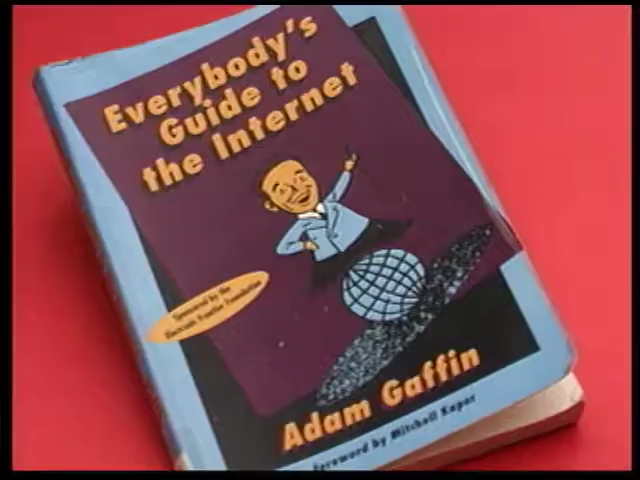 Everybody's
Guide to
the Internet
Sponsored by the
Electronic Frontier Foundation
Adam Gaffin
Foreword by Mitchell Kapor